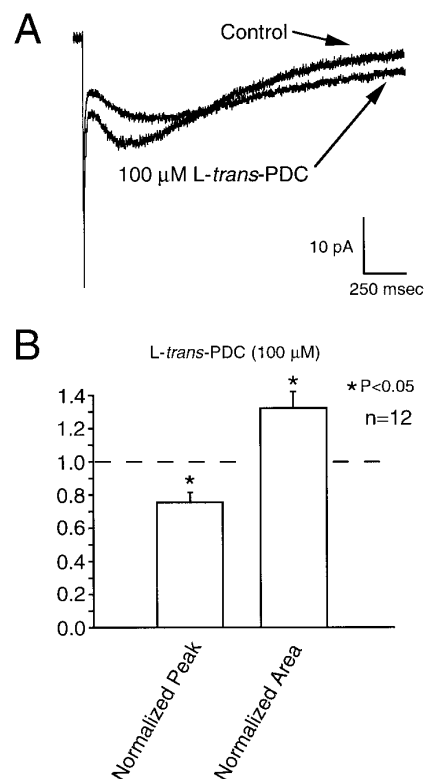 A
Control
100 µM L-trans-PDC
10 pA
250 msec
B
L-trans-PDC (100 µM)
*P<0.05
n=12
*
*
1.4
1.2
1.0
0.8
0.6
0.4
0.2
0.0
Normalized Peak
Normalized Area